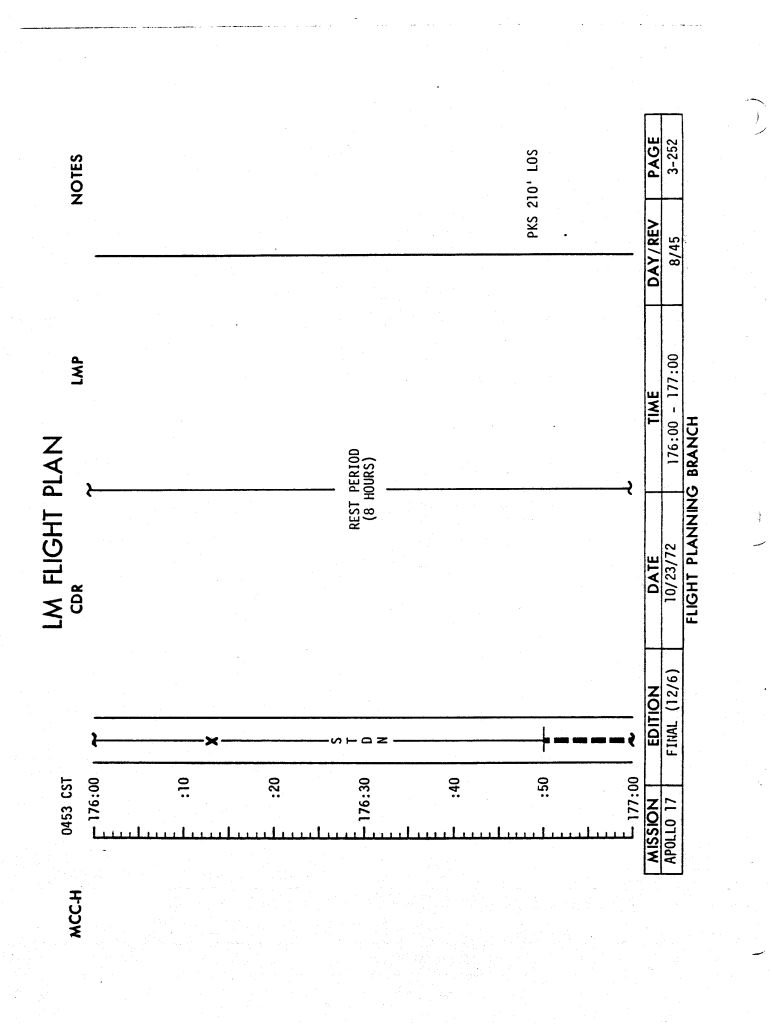 LM FLIGHT PLAN
MCC-H CDR LMP NOTES
0453 CST
176:00
:10
X
:20
176:30
STDN
REST PERIOD
(8 HOURS)
:40
:50
PKS 210' LOS
177:00
MISSION EDITION DATE TIME DAY/REV PAGE
APOLLO 17 FINAL (12/6) 10/23/72 176:00 - 177:00 8/45 3-252
FLIGHT PLANNING BRANCH